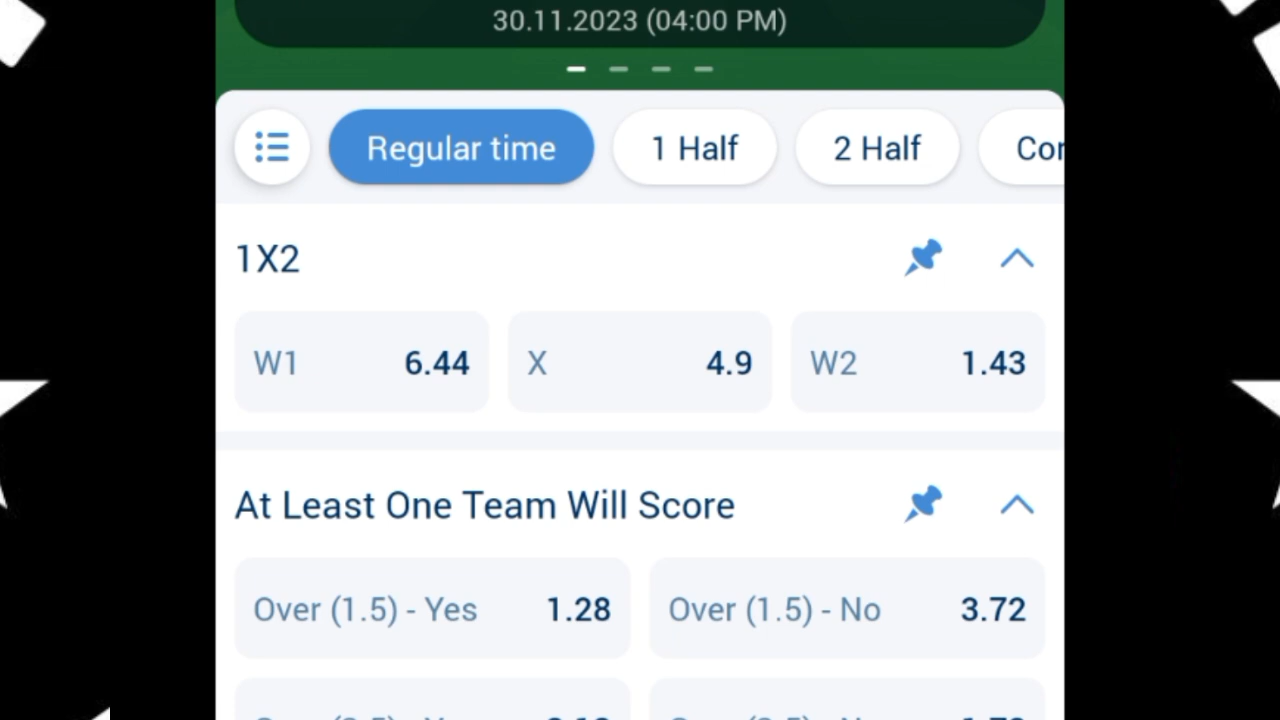 30.11.2023 (04:00 PM)
Regular time 1 Half 2 Half Cor
1X2
W1 6.44 X 4.9 W2 1.43
At Least One Team Will Score
Over (1.5) - Yes 1.28 Over (1.5) - No 3.72